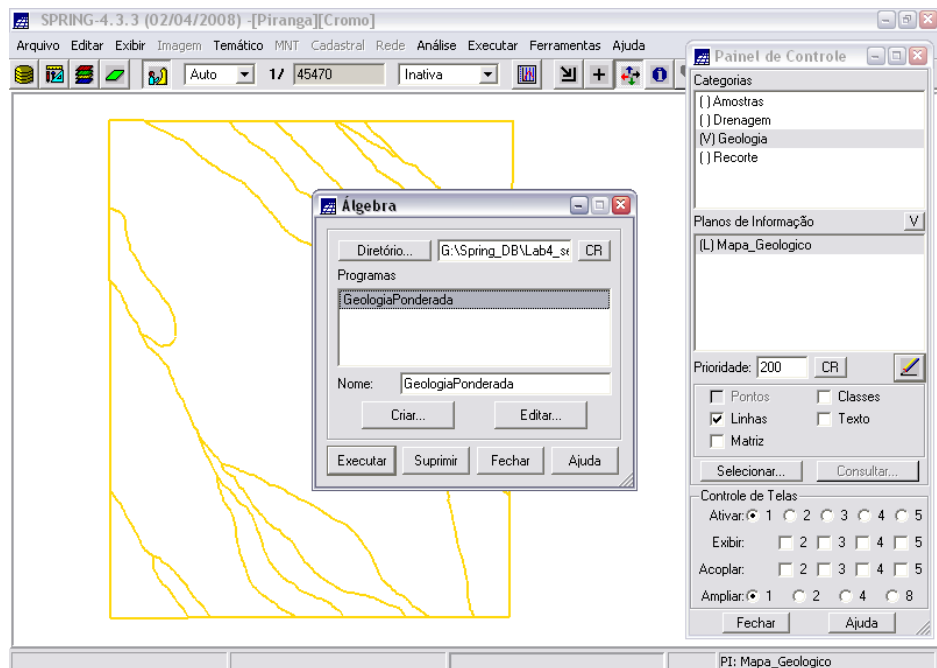 SPRING-4.3.3 (02/04/2008) -[Piranga][Cromo]
Arquivo Editar Exibir Imagem Temático MNT Cadastral Rede Análise Executar Ferramentas Ajuda
Auto 1/ 45470 Inativa
Painel de Controle
Categorias
( ) Amostras
( ) Drenagem
(V) Geologia
( ) Recorte
Planos de Informação V
(L) Mapa_Geologico
Prioridade: 200 CR
Pontos Classes
Linhas Texto
Matriz
Selecionar... Consultar...
Controle de Telas
Ativar: 1 2 3 4 5
Exibir: 2 3 4 5
Acoplar: 2 3 4 5
Ampliar: 1 2 4 8
Fechar Ajuda
Álgebra
Diretório... G:\Spring_DB\Lab4_se CR
Programas
GeologiaPonderada
Nome: GeologiaPonderada
Criar... Editar...
Executar Suprimir Fechar Ajuda
PI: Mapa_Geologico